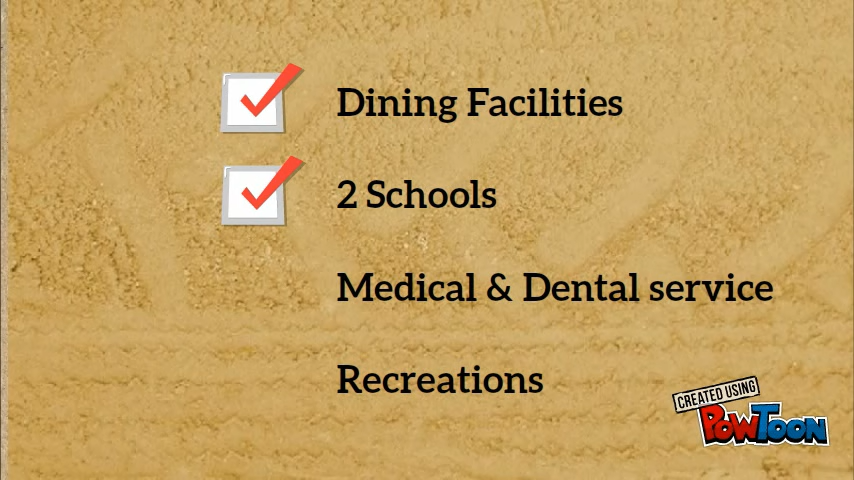 Dining Facilities
2 Schools
Medical & Dental service
Recreations
CREATED USING
POWTOON